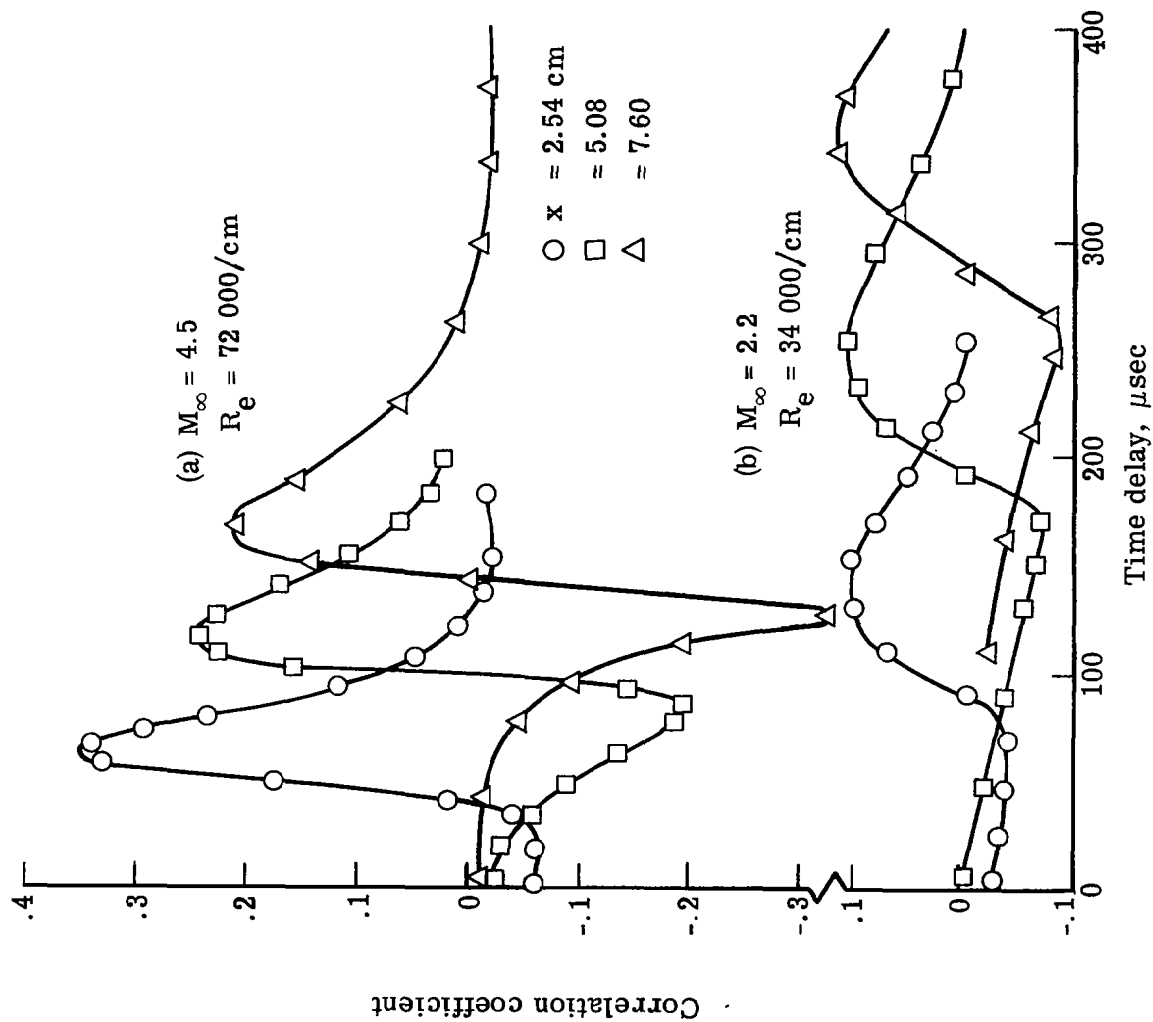 Correlation coefficient
.4
.3
.2
.1
0
-.1
-.2
-.3
.1
0
-.1
(a) M∞ = 4.5
Re = 72 000/cm
○ x = 2.54 cm
□ = 5.08
△ = 7.60
(b) M∞ = 2.2
Re = 34 000/cm
0
100
200
300
400
Time delay, μsec